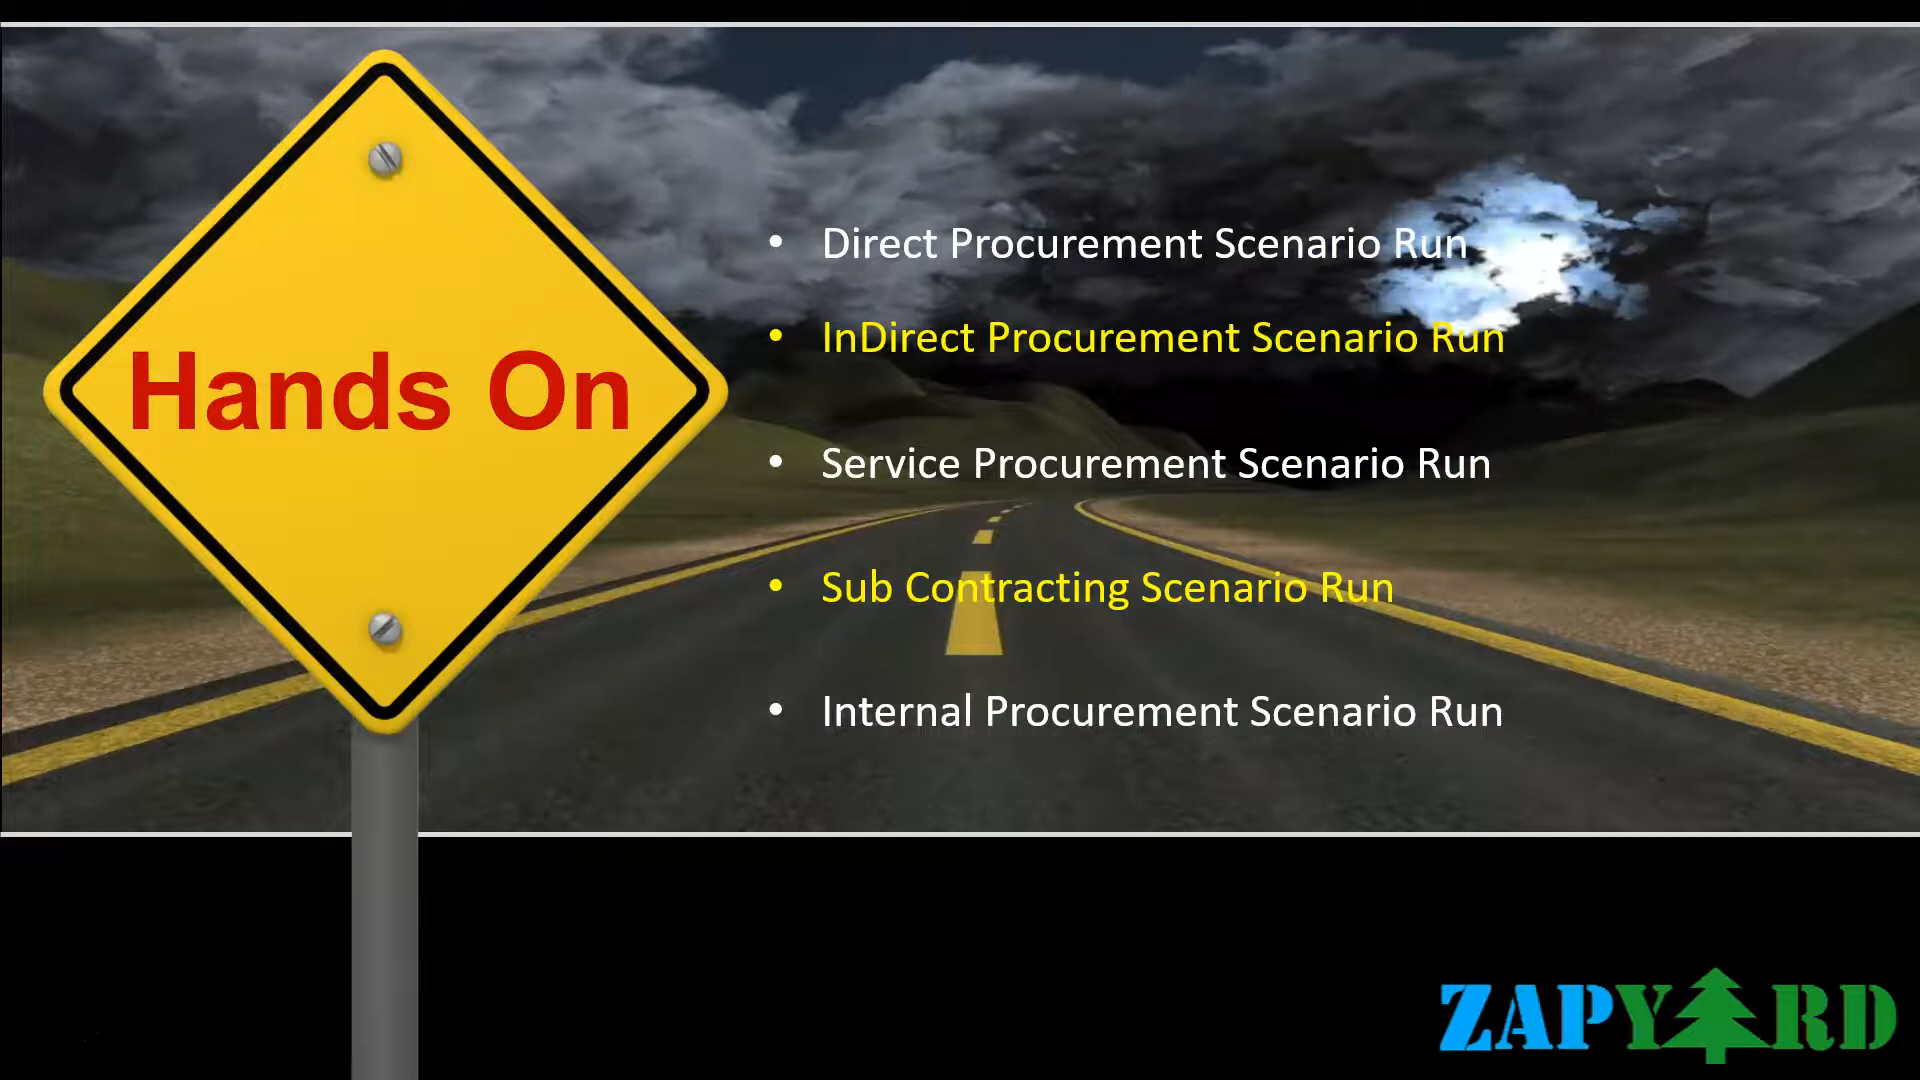 Hands On
• Direct Procurement Scenario Run
• InDirect Procurement Scenario Run
• Service Procurement Scenario Run
• Sub Contracting Scenario Run
• Internal Procurement Scenario Run
ZAPYARD